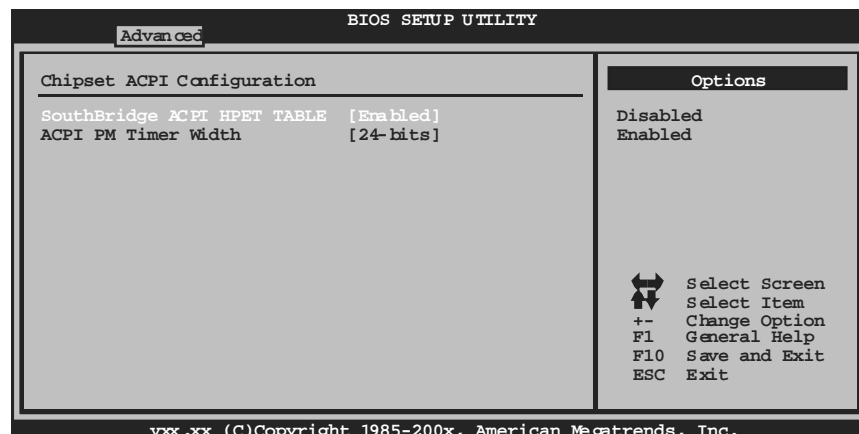 BIOS SETUP UTILITY
Advanced
Chipset ACPI Configuration
SouthBridge ACPI HPET TABLE [Enabled]
ACPI PM Timer Width [24-bits]
Options
Disabled
Enabled
Select Screen
Select Item
+- Change Option
F1 General Help
F10 Save and Exit
ESC Exit
vxx.xx (C)Copyright 1985-200x, American Megatrends, Inc.